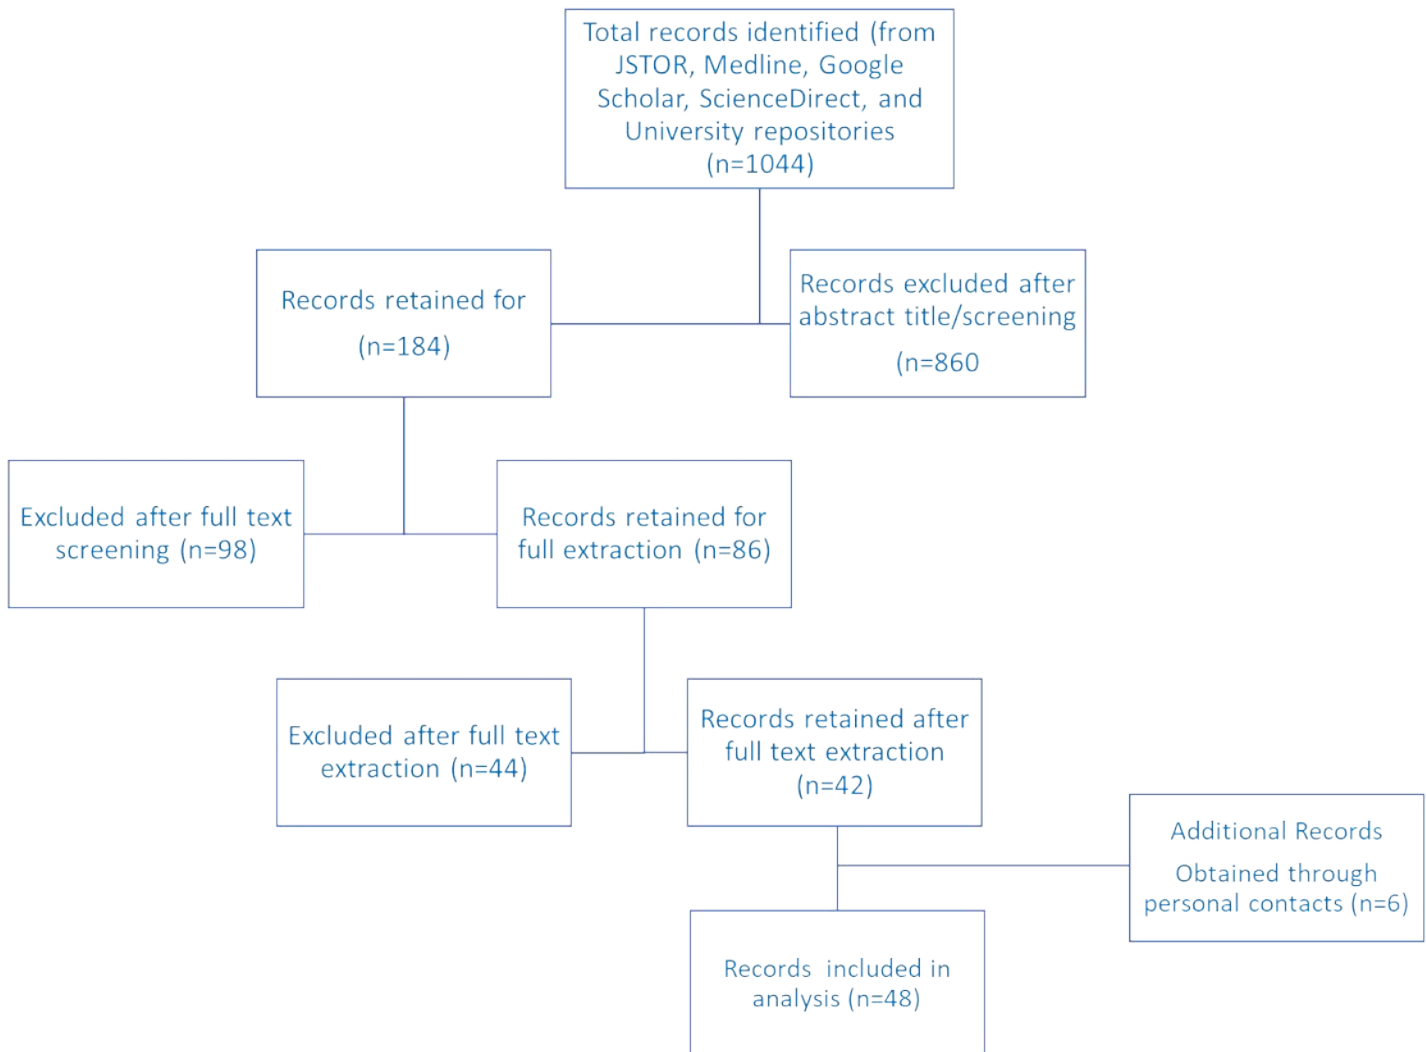 Total records identified (from
JSTOR, Medline, Google
Scholar, ScienceDirect, and
University repositories
(n=1044)
Records retained for
(n=184)
Records excluded after
abstract title/screening
(n=860
Excluded after full text
screening (n=98)
Records retained for
full extraction (n=86)
Excluded after full text
extraction (n=44)
Records retained after
full text extraction
(n=42)
Additional Records
Obtained through
personal contacts (n=6)
Records included in
analysis (n=48)